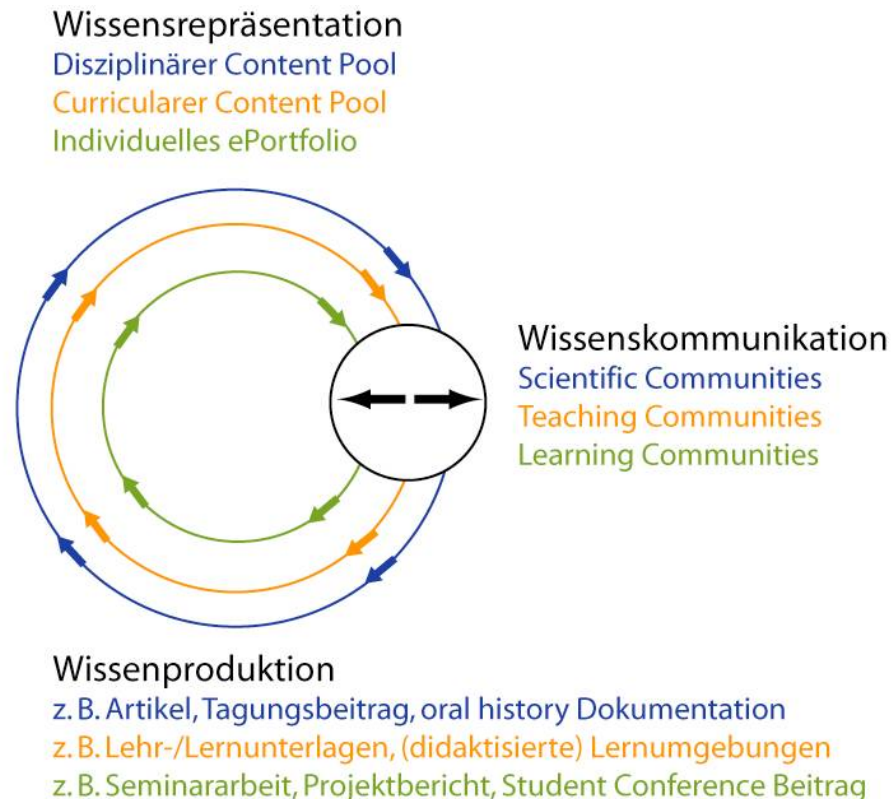 Wissensrepräsentation
Disziplinärer Content Pool
Curricularer Content Pool
Individuelles ePortfolio
Wissenskommunikation
Scientific Communities
Teaching Communities
Learning Communities
Wissenproduktion
z. B. Artikel, Tagungsbeitrag, oral history Dokumentation
z. B. Lehr-/Lernunterlagen, (didaktisierte) Lernumgebungen
z. B. Seminararbeit, Projektbericht, Student Conference Beitrag